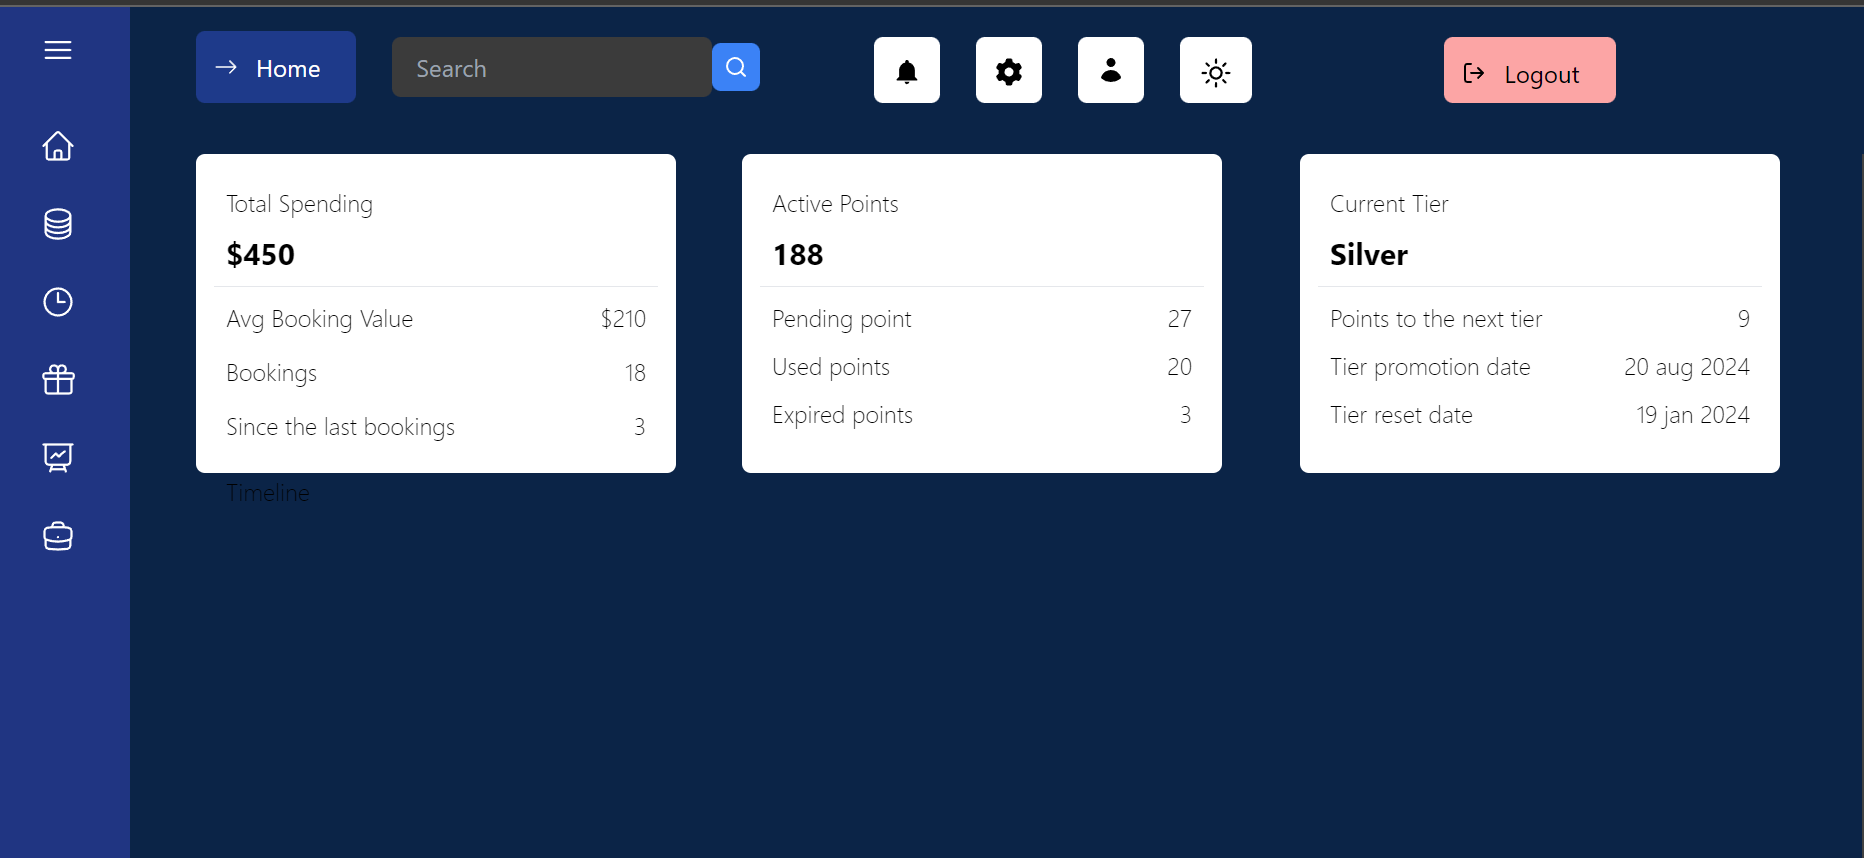 Home
Search
Logout
Total Spending
$450
Avg Booking Value $210
Bookings 18
Since the last bookings 3
Timeline
Active Points
188
Pending point 27
Used points 20
Expired points 3
Current Tier
Silver
Points to the next tier 9
Tier promotion date 20 aug 2024
Tier reset date 19 jan 2024